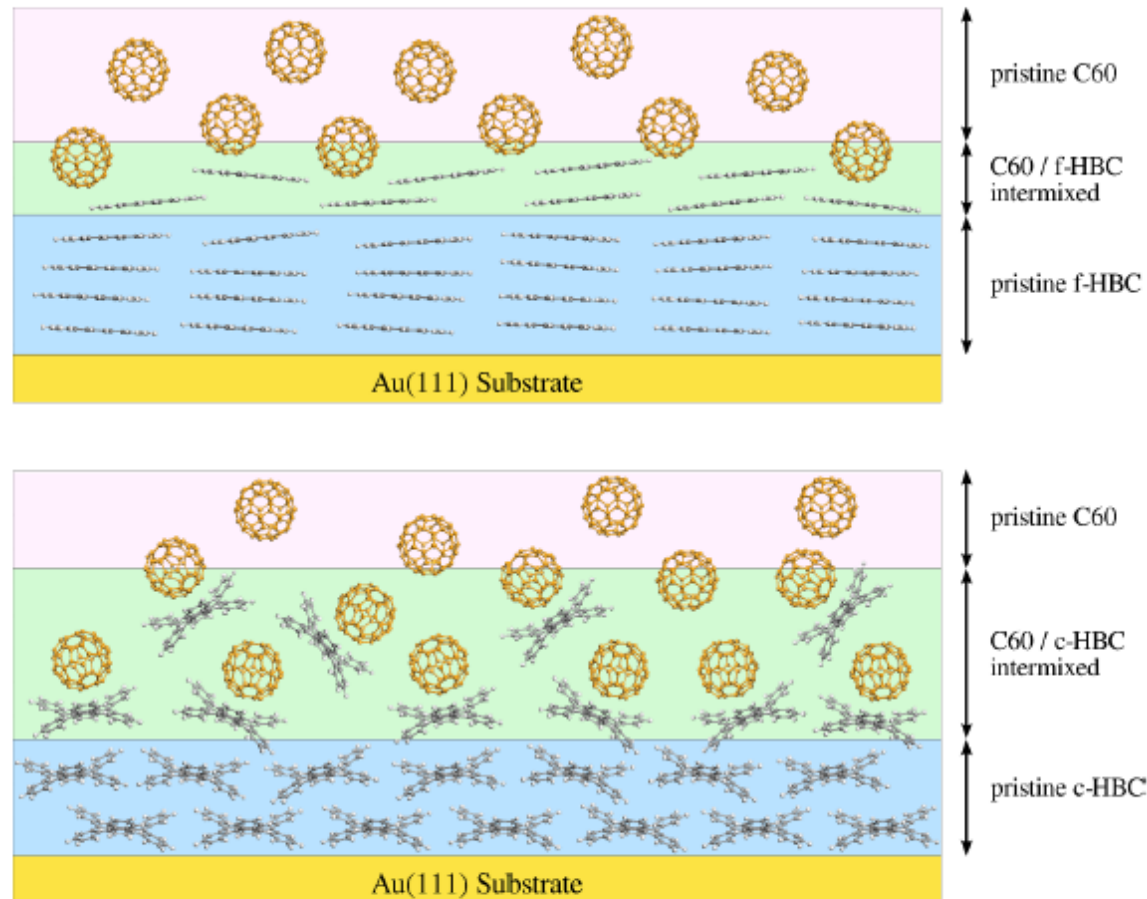 pristine C60
C60 / f-HBC
intermixed
pristine f-HBC
Au(111) Substrate
pristine C60
C60 / c-HBC
intermixed
pristine c-HBC
Au(111) Substrate